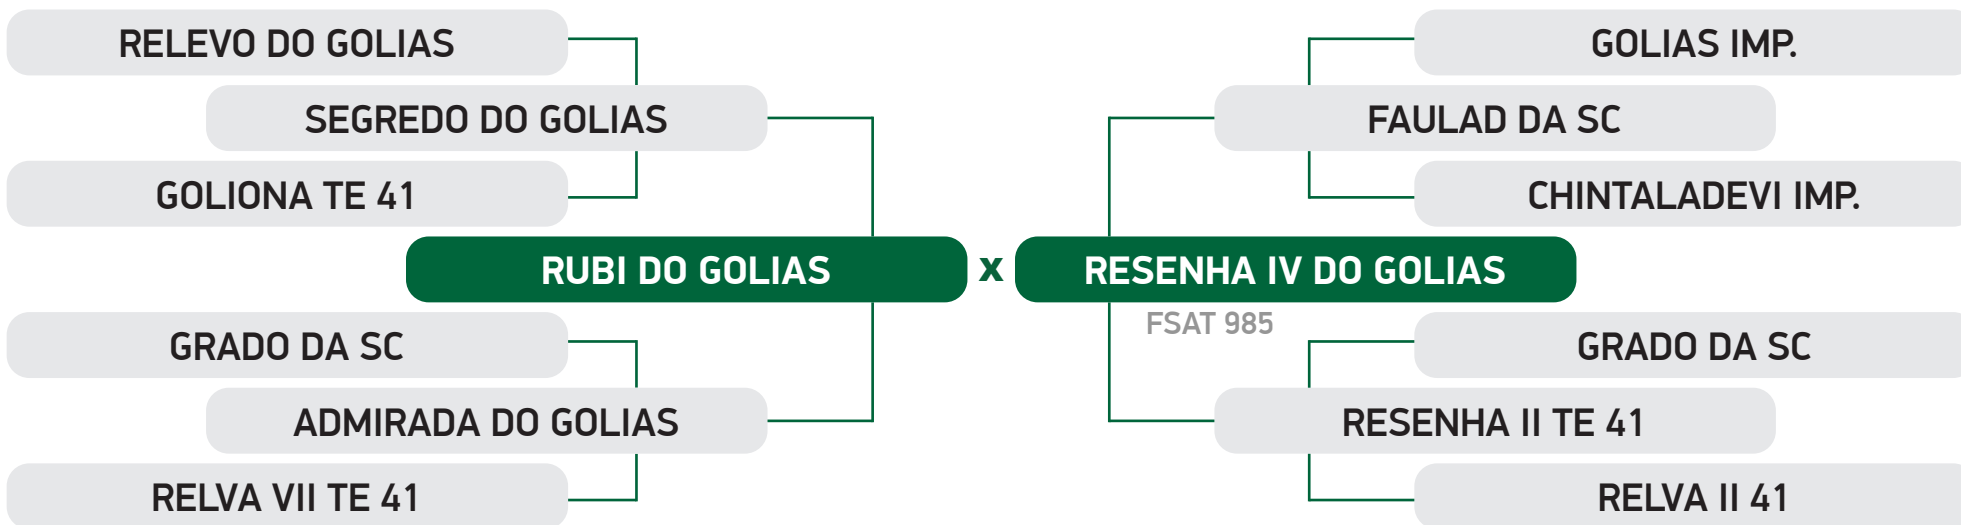 RELEVO DO GOLIAS
GOLIAS IMP.
SEGREDO DO GOLIAS
FAULAD DA SC
GOLIONA TE 41
CHINTALADEVI IMP.
RUBI DO GOLIAS x RESENHA IV DO GOLIAS
FSAT 985
GRADO DA SC
GRADO DA SC
ADMIRADA DO GOLIAS
RESENHA II TE 41
RELVA VII TE 41
RELVA II 41